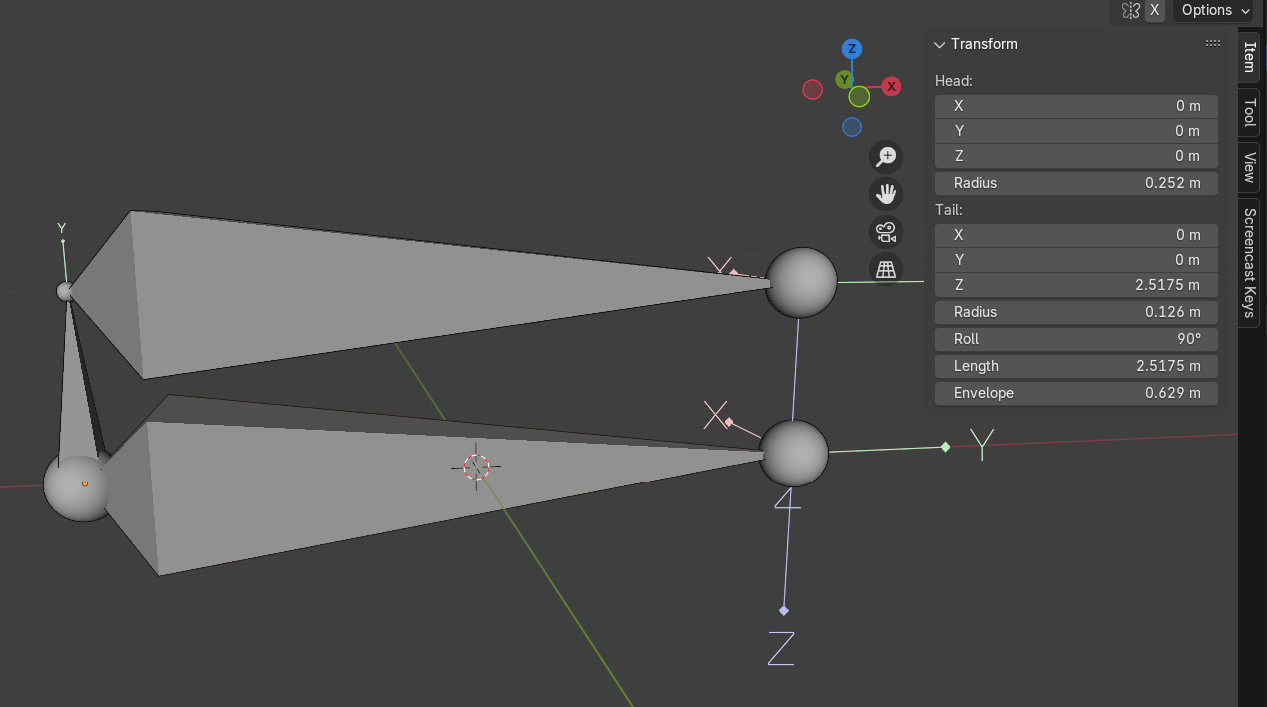 X Options
Transform
Item
Tool
View
Screencast Keys
Z
Y
X
Head:
X 0 m
Y 0 m
Z 0 m
Radius 0.252 m
Tail:
X 0 m
Y 0 m
Z 2.5175 m
Radius 0.126 m
Roll 90°
Length 2.5175 m
Envelope 0.629 m
Y
X
X
Y
Z